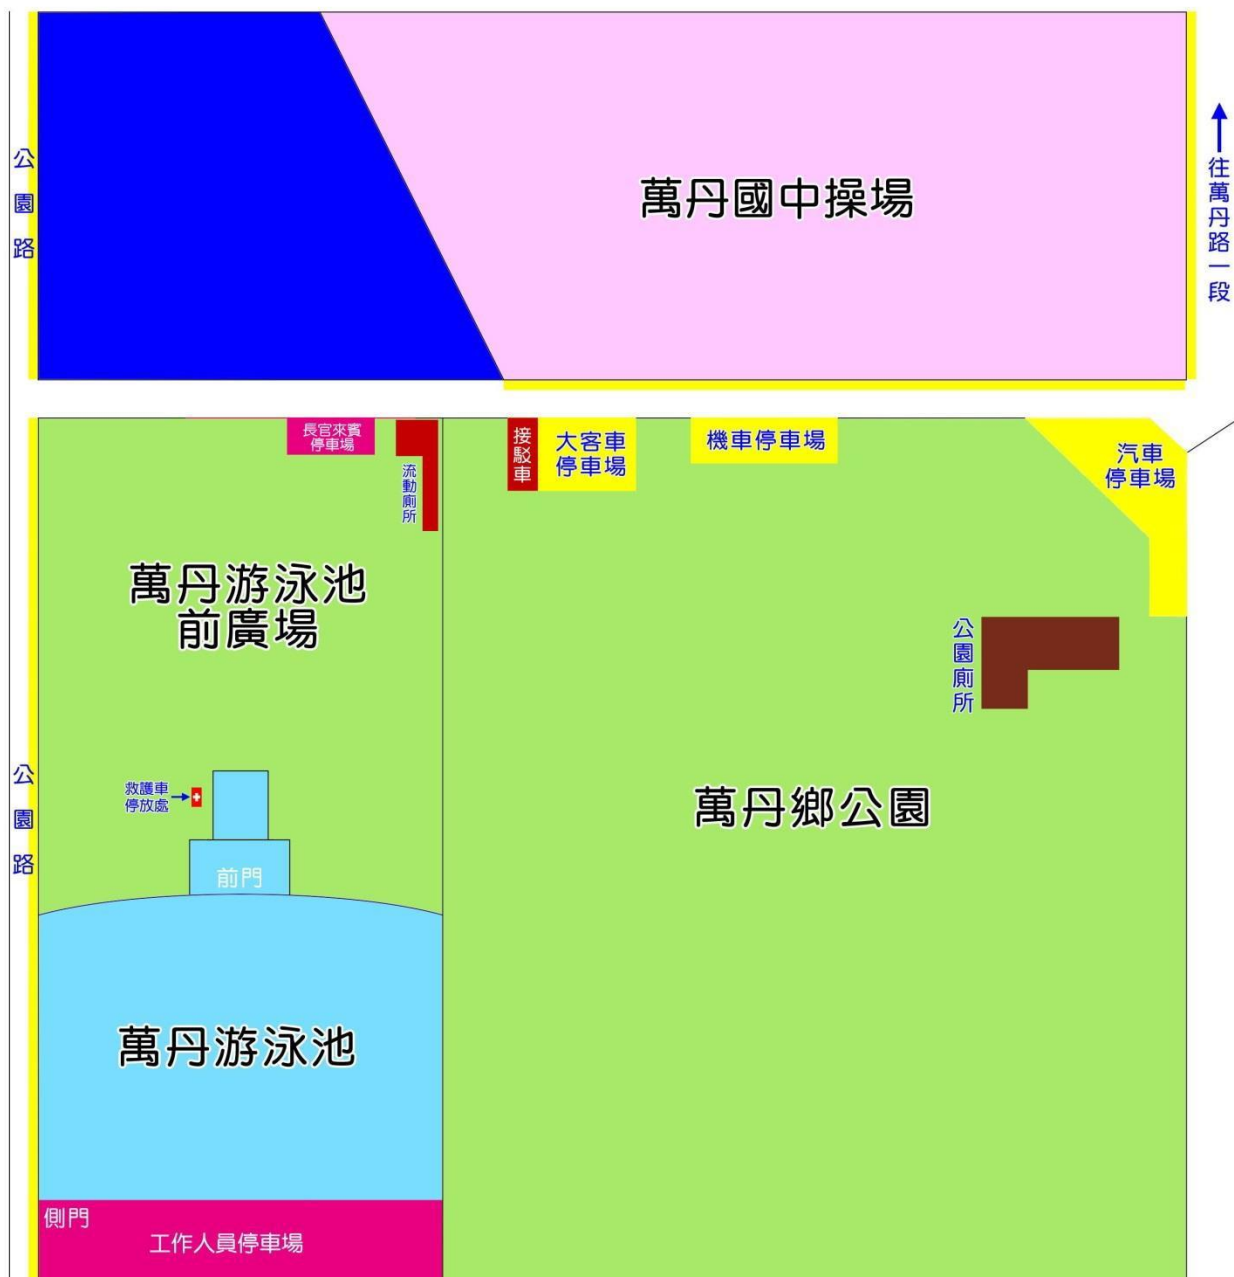 公園路
萬丹國中操場
往萬丹路一段
長官來賓
停車場
流動廁所
接駁車
大客車
停車場
機車停車場
汽車
停車場
萬丹游泳池
前廣場
公園廁所
公園路
救護車
停放處
萬丹鄉公園
前門
萬丹游泳池
側門
工作人員停車場